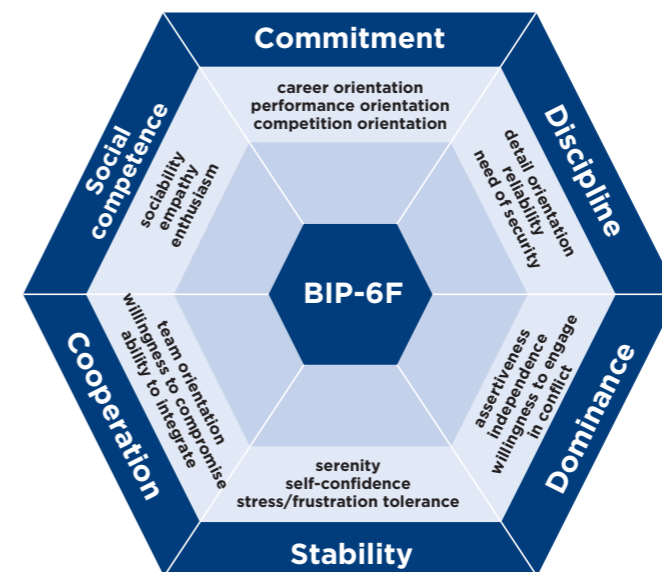 Commitment
career orientation
performance orientation
competition orientation
Discipline
detail orientation
reliability
need of security
Dominance
assertiveness
independence
willingness to engage
in conflict
Stability
serenity
self-confidence
stress/frustration tolerance
Cooperation
team orientation
willingness to compromise
ability to integrate
Social
competence
sociability
empathy
enthusiasm
BIP-6F